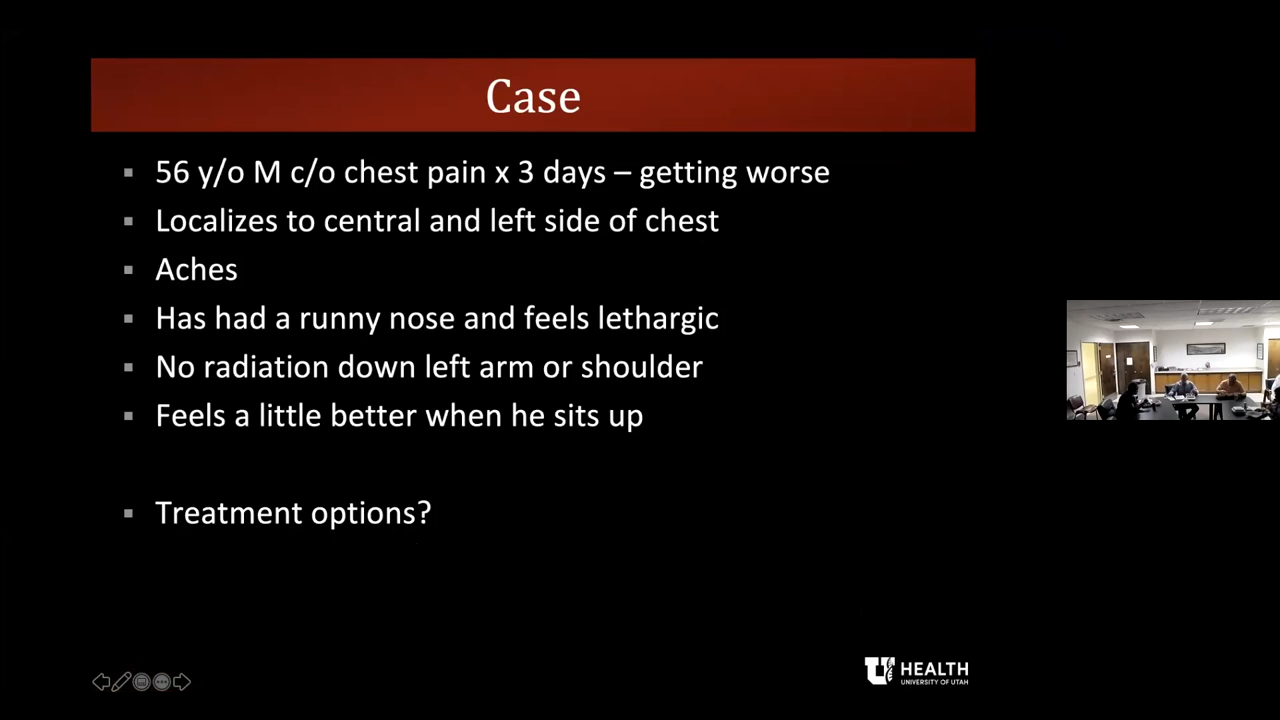 Case
56 y/o M c/o chest pain x 3 days – getting worse
Localizes to central and left side of chest
Aches
Has had a runny nose and feels lethargic
No radiation down left arm or shoulder
Feels a little better when he sits up
Treatment options?
U HEALTH
UNIVERSITY OF UTAH